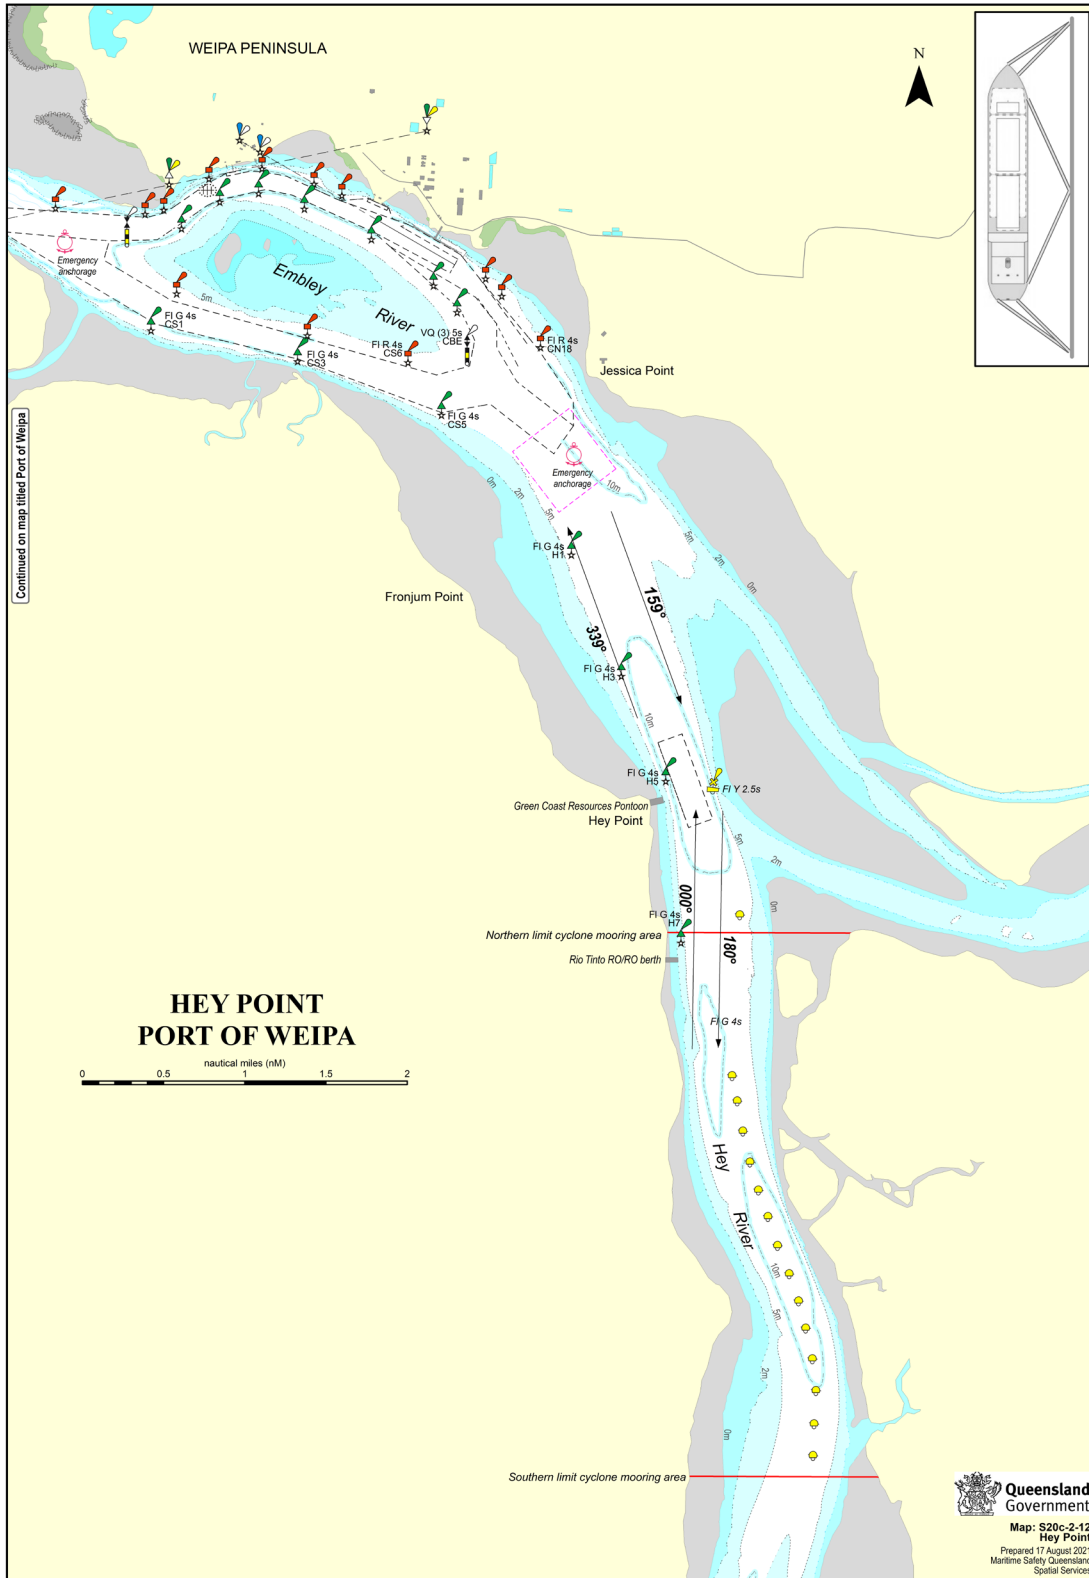 WEIPA PENINSULA
N
Emergency
anchorage
Embley
River
5m
Fl G 4s
CS1
Fl G 4s
CS3
Fl R 4s
CS6
VQ (3) 5s
CBE
Fl R 4s
CN18
Jessica Point
Fl G 4s
CS5
Continued on map titled Port of Weipa
Emergency
anchorage
10m
0m
2m
5m
5m
2m
0m
Fl G 4s
H1
Fronjum Point
159°
339°
Fl G 4s
H3
10m
Fl G 4s
H5
Fl Y 2.5s
Green Coast Resources Pontoon
Hey Point
5m
2m
0m
000°
180°
Fl G 4s
H7
Northern limit cyclone mooring area
Rio Tinto RO/RO berth
HEY POINT
PORT OF WEIPA
nautical miles (nM)
0 0.5 1 1.5 2
Fl G 4s
Hey
River
10m
5m
2m
0m
Southern limit cyclone mooring area
Queensland
Government
Map: S20c-2-12
Hey Point
Prepared 17 August 2021
Maritime Safety Queensland
Spatial Services